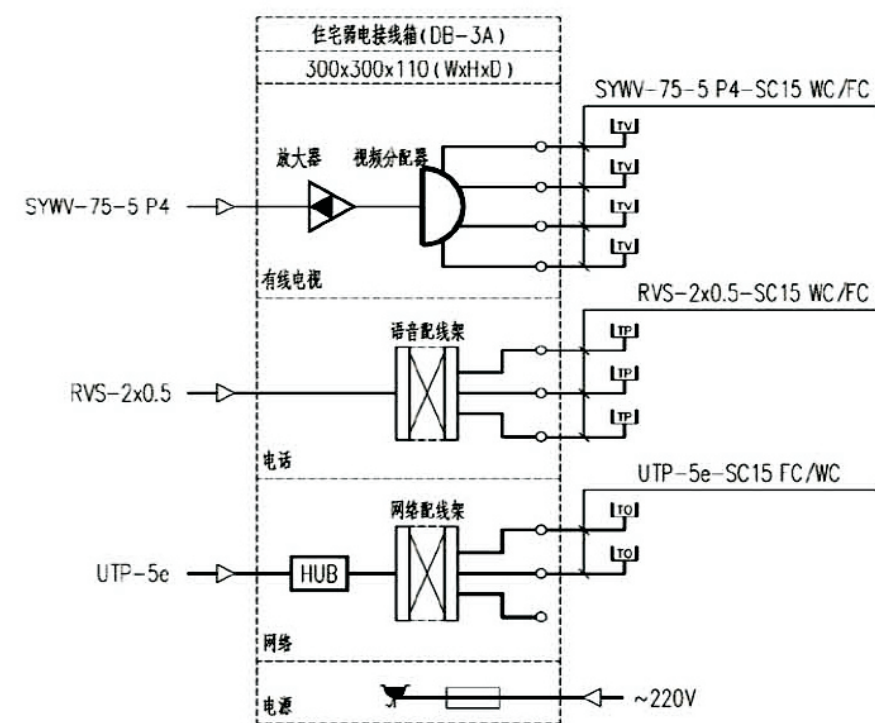 住宅弱电接线箱(DB-3A)
300x300x110(WxHxD)
SYWV-75-5 P4-SC15 WC/FC
放大器 视频分配器
TV
TV
SYWV-75-5 P4
TV
TV
有线电视
RVS-2x0.5-SC15 WC/FC
语音配线架
TP
TP
RVS-2x0.5
TP
电话
UTP-5e-SC15 FC/WC
网络配线架
TO
TO
UTP-5e
HUB
网络
电源
~220V